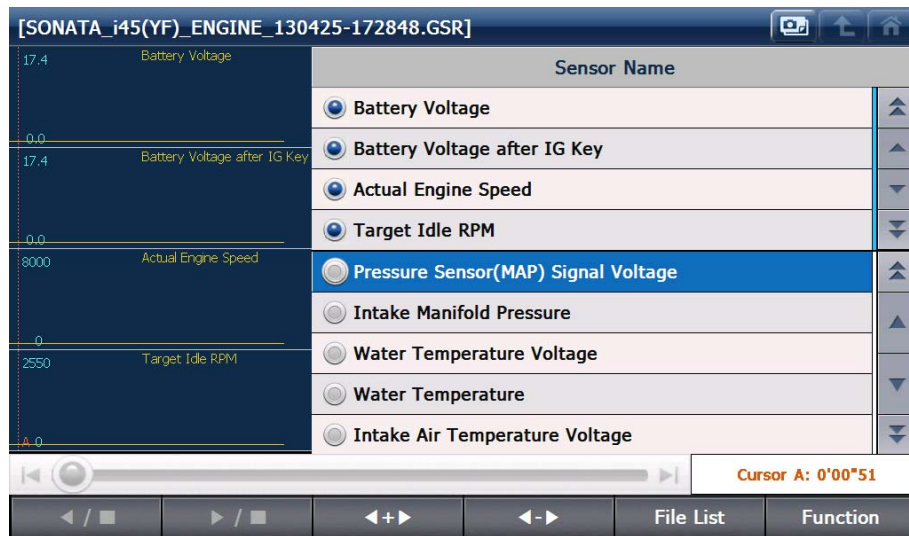 [SONATA_i45(YF)_ENGINE_130425-172848.GSR]
17.4 Battery Voltage
0.0
17.4 Battery Voltage after IG Key
0.0
8000 Actual Engine Speed
0
2550 Target Idle RPM
A 0
Sensor Name
Battery Voltage
Battery Voltage after IG Key
Actual Engine Speed
Target Idle RPM
Pressure Sensor(MAP) Signal Voltage
Intake Manifold Pressure
Water Temperature Voltage
Water Temperature
Intake Air Temperature Voltage
Cursor A: 0'00"51
◀ / ■ ▶ / ■ ◀+▶ ◀-▶ File List Function